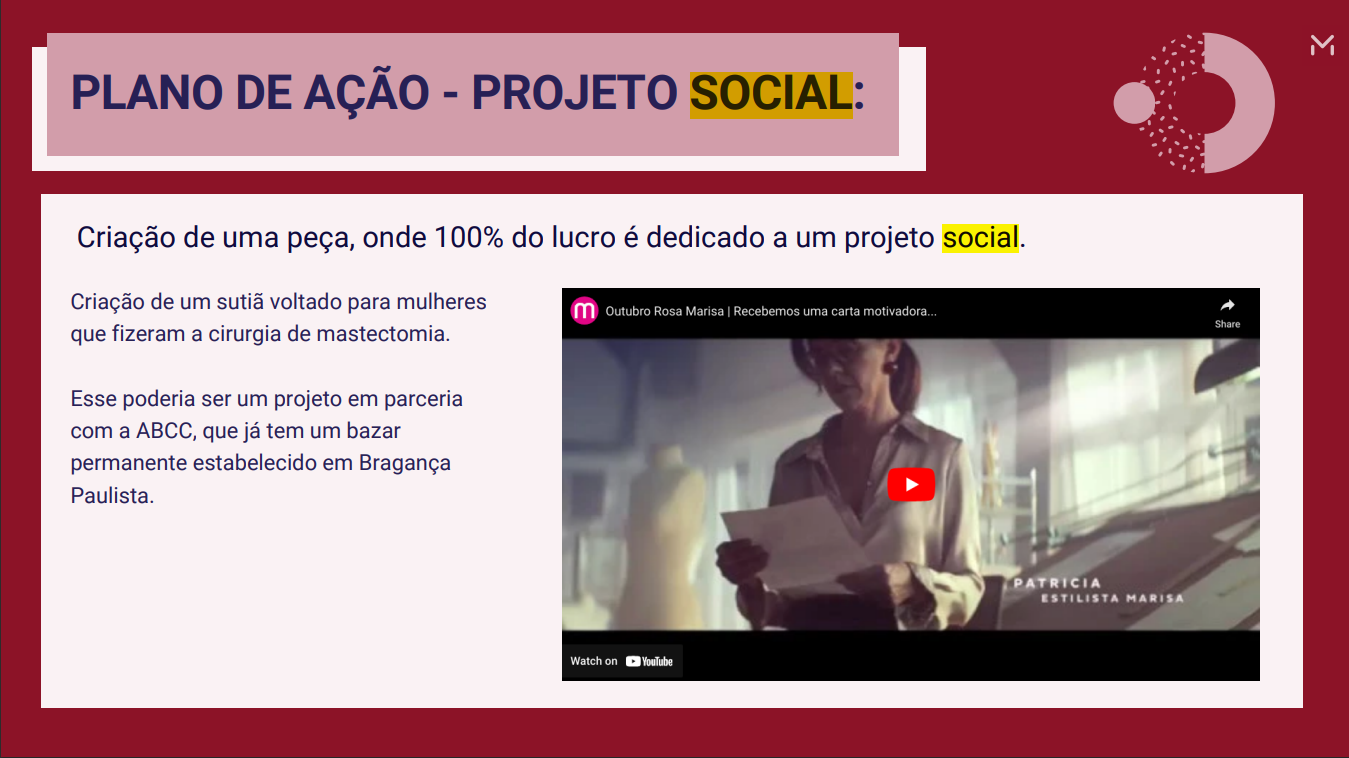 PLANO DE AÇÃO - PROJETO SOCIAL:
Criação de uma peça, onde 100% do lucro é dedicado a um projeto social.
Criação de um sutiã voltado para mulheres
que fizeram a cirurgia de mastectomia.
Esse poderia ser um projeto em parceria
com a ABCC, que já tem um bazar
permanente estabelecido em Bragança
Paulista.
Outubro Rosa Marisa | Recebemos uma carta motivadora...
Share
PATRICIA
ESTILISTA MARISA
Watch on YouTube